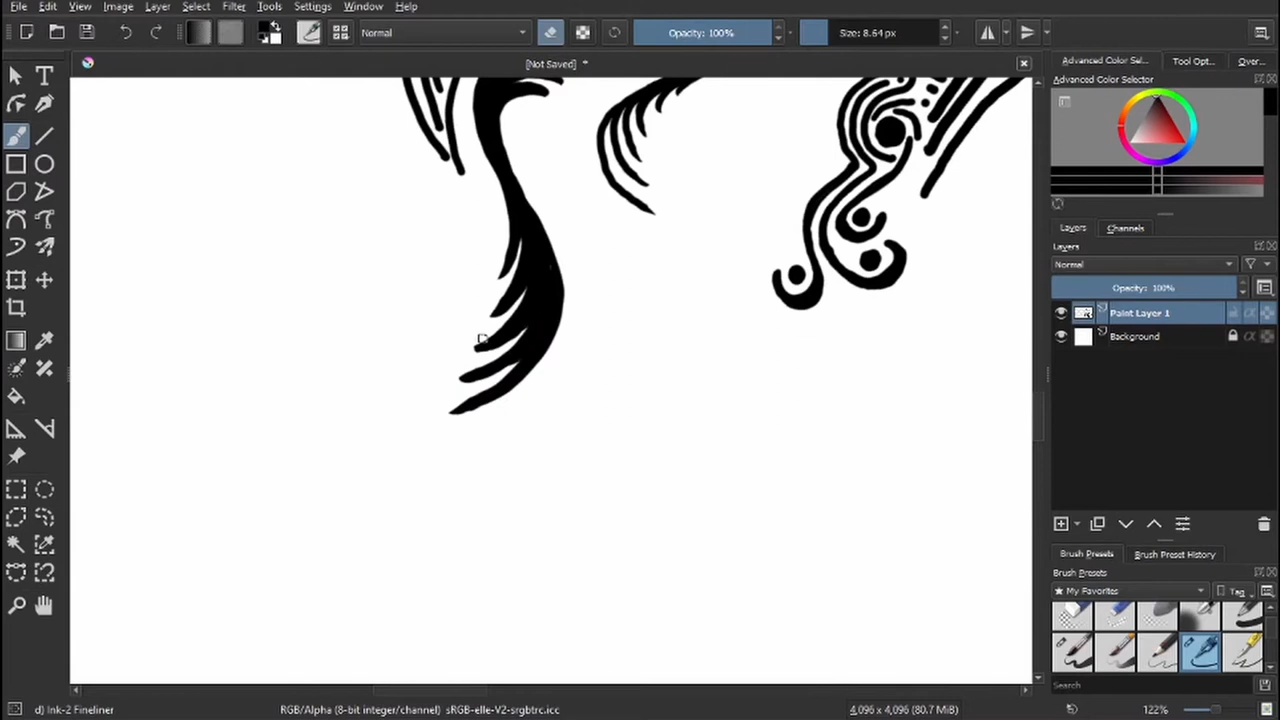 File Edit View Image Layer Select Filter Tools Settings Window Help
Normal Opacity: 100% Size: 8.64 px
[Not Saved] *
Advanced Color Sel... Tool Opt... Over...
Advanced Color Selector
Layers Channels
Layers
Normal
Opacity: 100%
Paint Layer 1
Background
Brush Presets Brush Preset History
Brush Presets
My Favorites Tag
Search
d) Ink-2 Fineliner RGB/Alpha (8-bit integer/channel) sRGB-elle-V2-srgbtrc.icc 4,096 x 4,096 (80.7 MiB) 122%